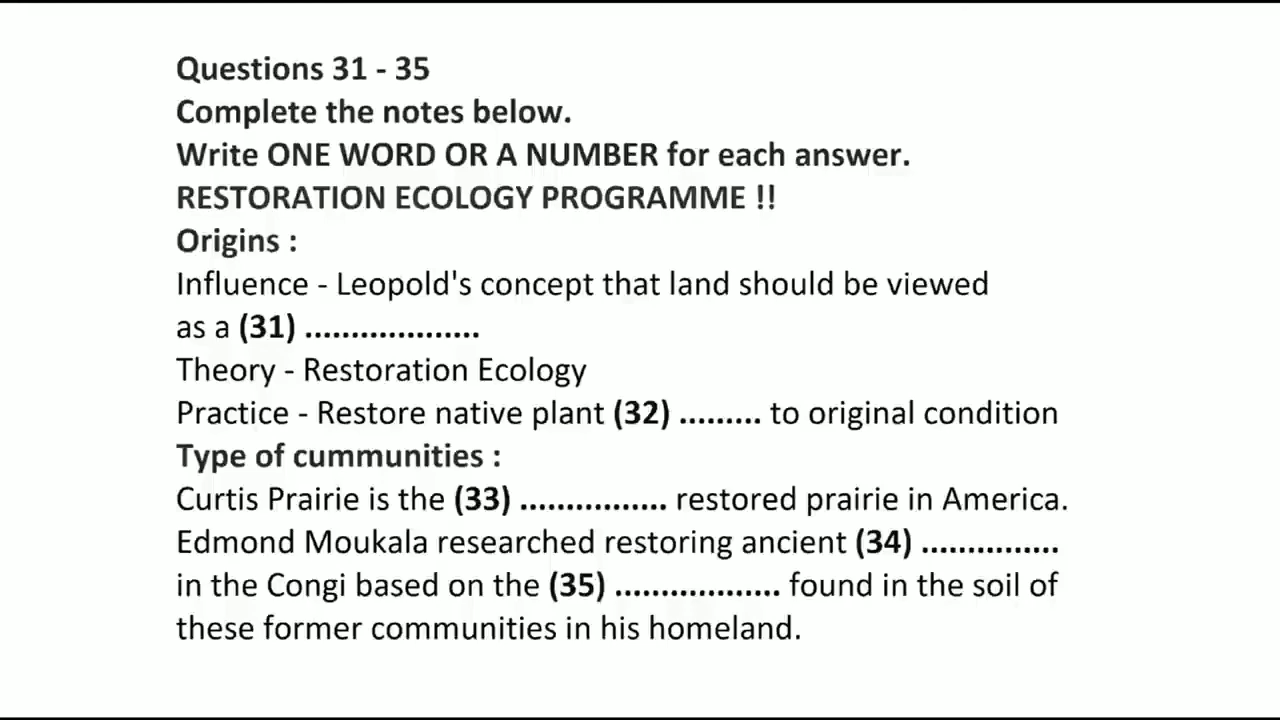 Questions 31 - 35
Complete the notes below.
Write ONE WORD OR A NUMBER for each answer.
RESTORATION ECOLOGY PROGRAMME !!
Origins :
Influence - Leopold's concept that land should be viewed
as a (31) ...................
Theory - Restoration Ecology
Practice - Restore native plant (32) ......... to original condition
Type of cummunities :
Curtis Prairie is the (33) ................ restored prairie in America.
Edmond Moukala researched restoring ancient (34) ...............
in the Congi based on the (35) .................. found in the soil of
these former communities in his homeland.